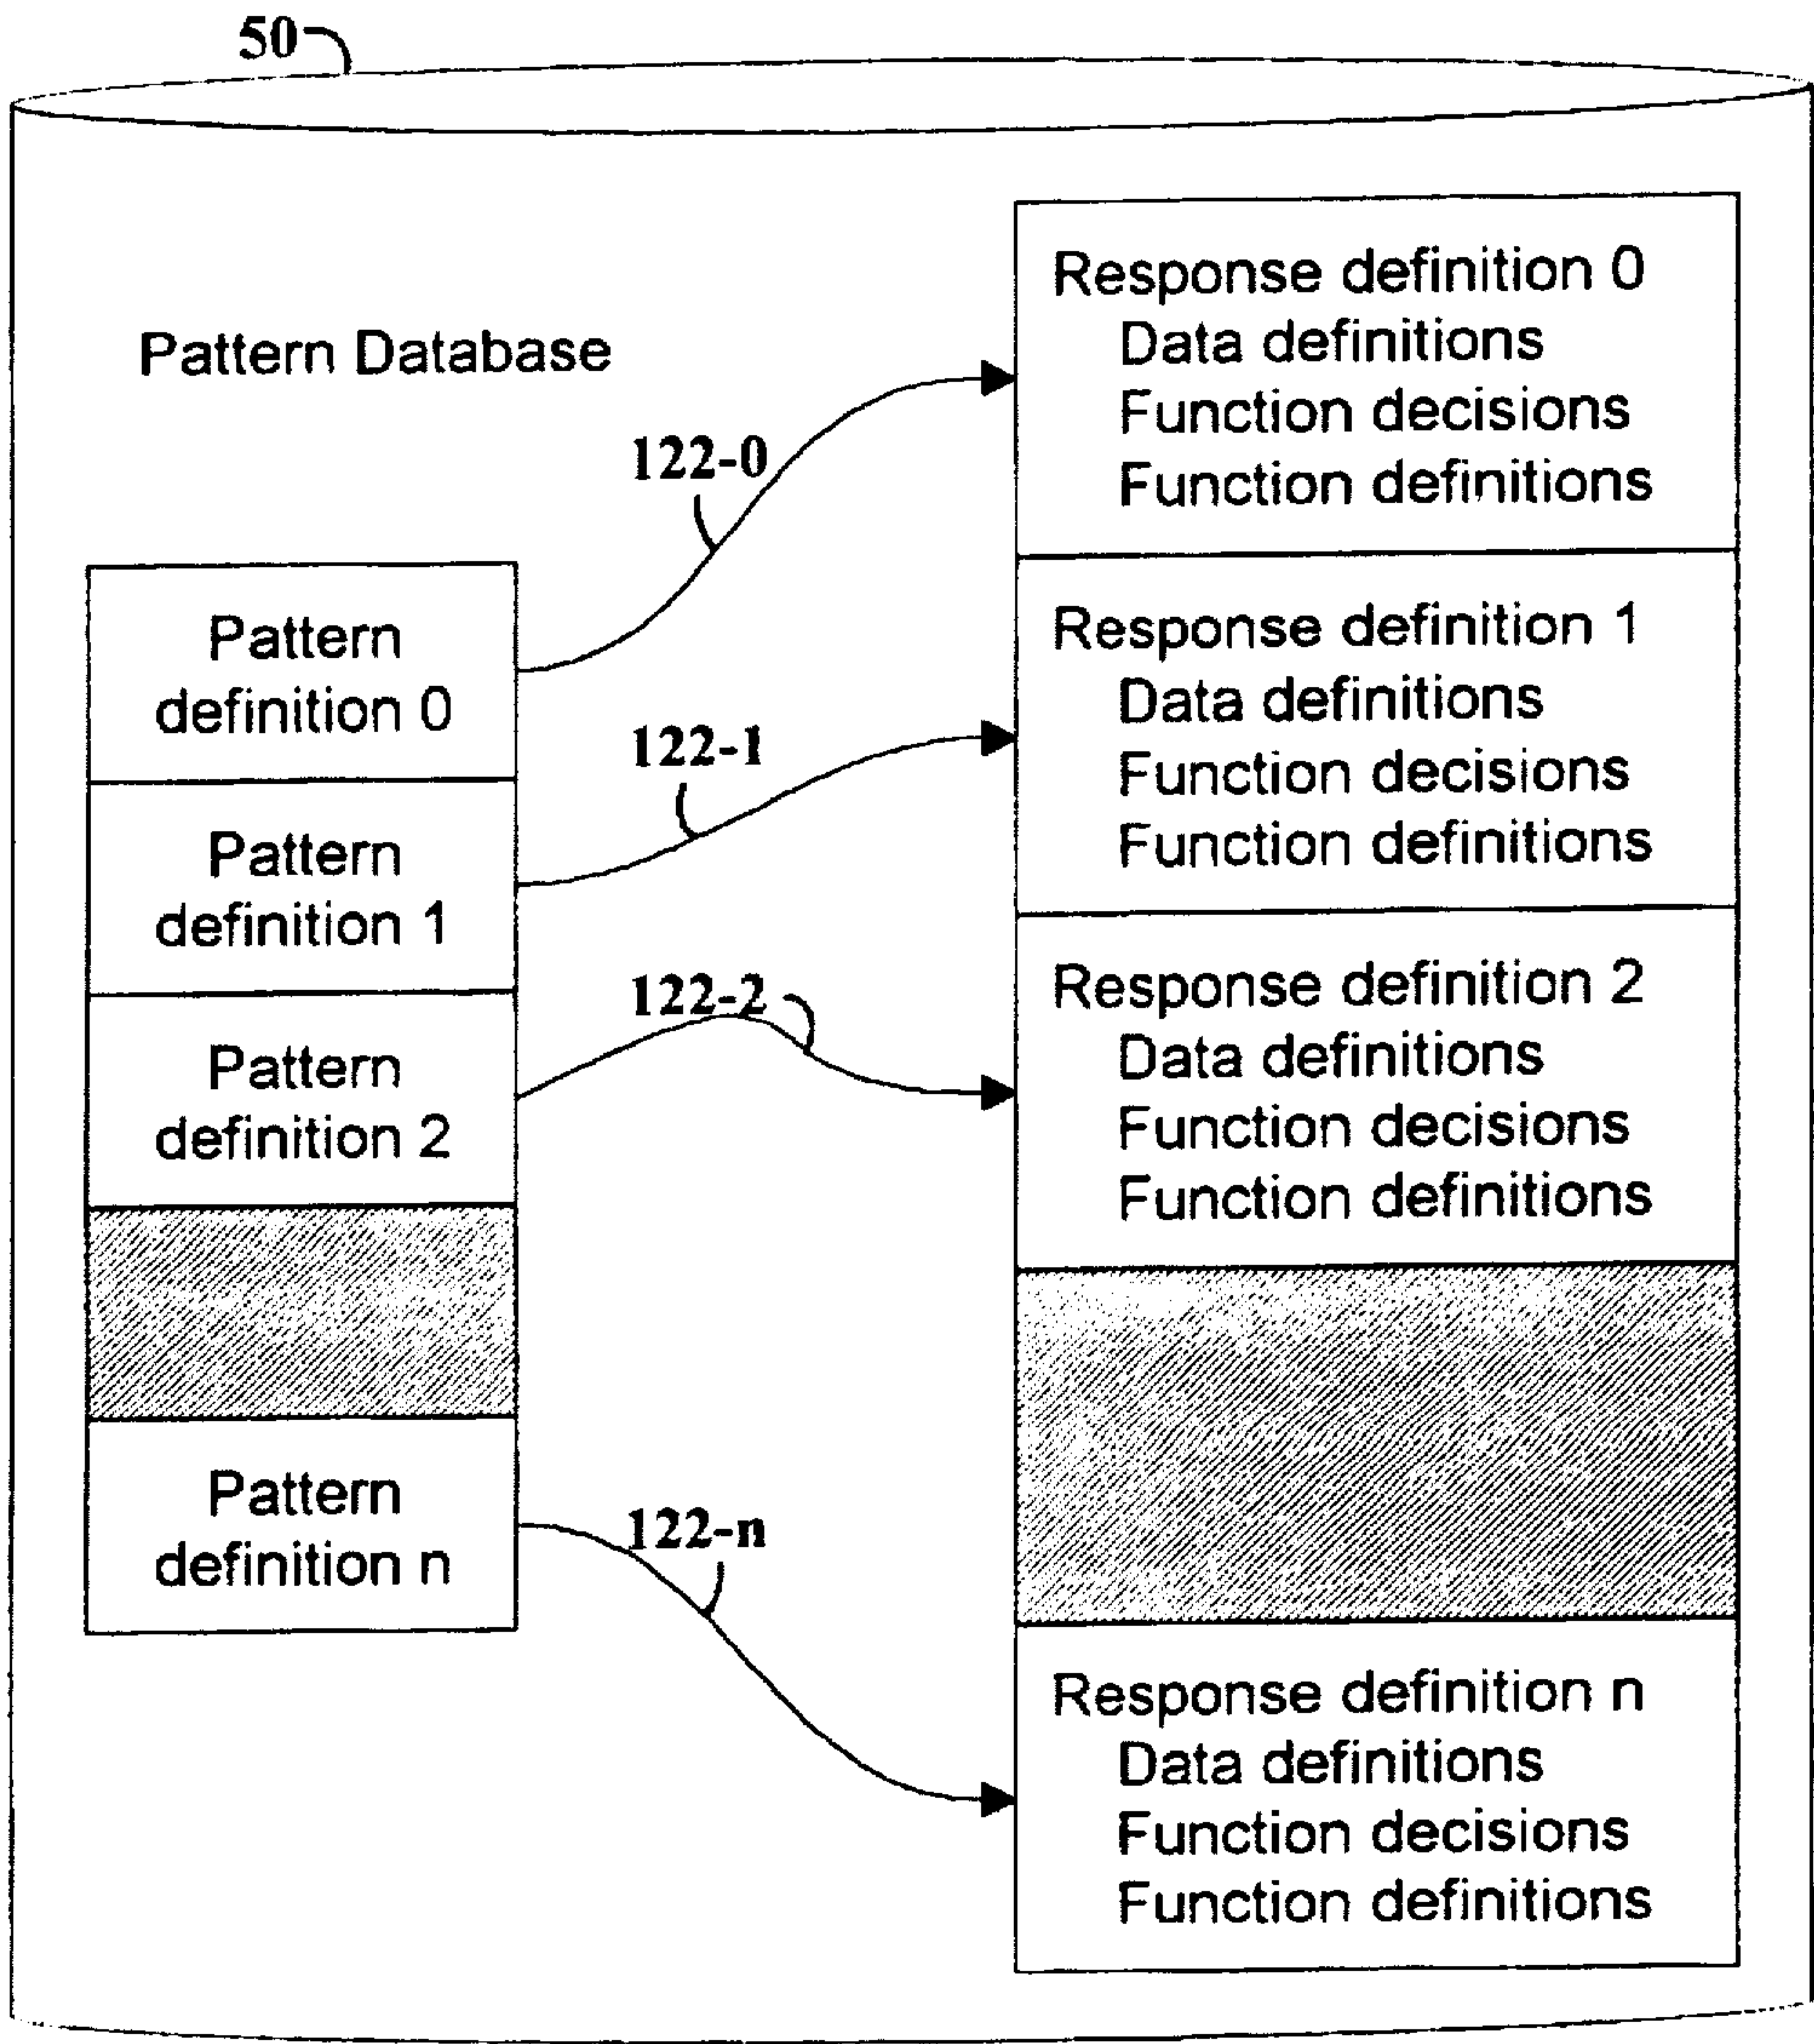 50
Pattern Database
122-0
122-1
122-2
122-n
Pattern
definition 0
Pattern
definition 1
Pattern
definition 2
Pattern
definition n
Response definition 0
Data definitions
Function decisions
Function definitions
Response definition 1
Data definitions
Function decisions
Function definitions
Response definition 2
Data definitions
Function decisions
Function definitions
Response definition n
Data definitions
Function decisions
Function definitions